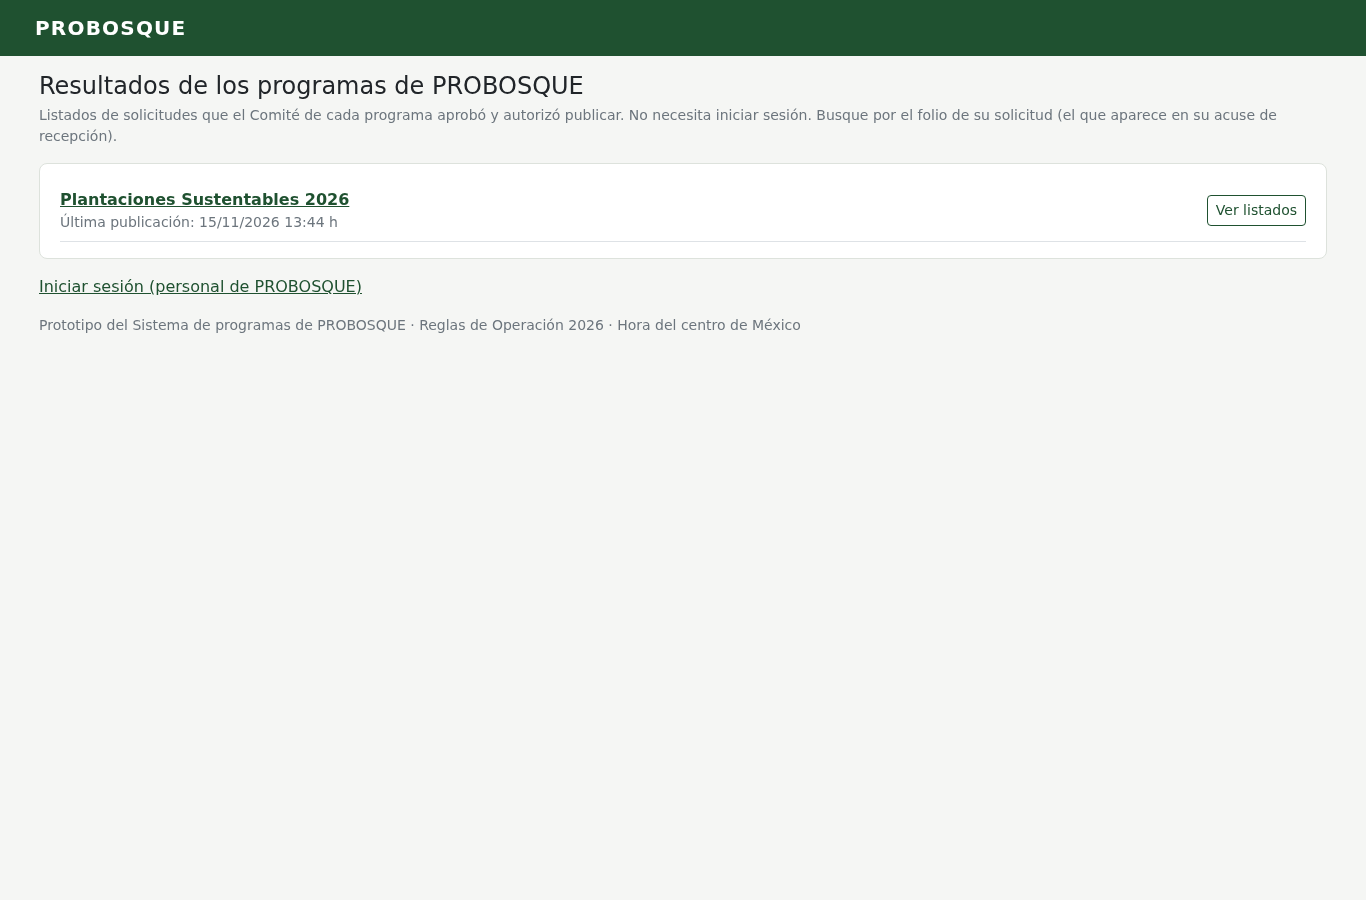 PROBOSQUE
Resultados de los programas de PROBOSQUE
Listados de solicitudes que el Comité de cada programa aprobó y autorizó publicar. No necesita iniciar sesión. Busque por el folio de su solicitud (el que aparece en su acuse de
recepción).
Plantaciones Sustentables 2026
Última publicación: 15/11/2026 13:44 h
Ver listados
Iniciar sesión (personal de PROBOSQUE)
Prototipo del Sistema de programas de PROBOSQUE · Reglas de Operación 2026 · Hora del centro de México